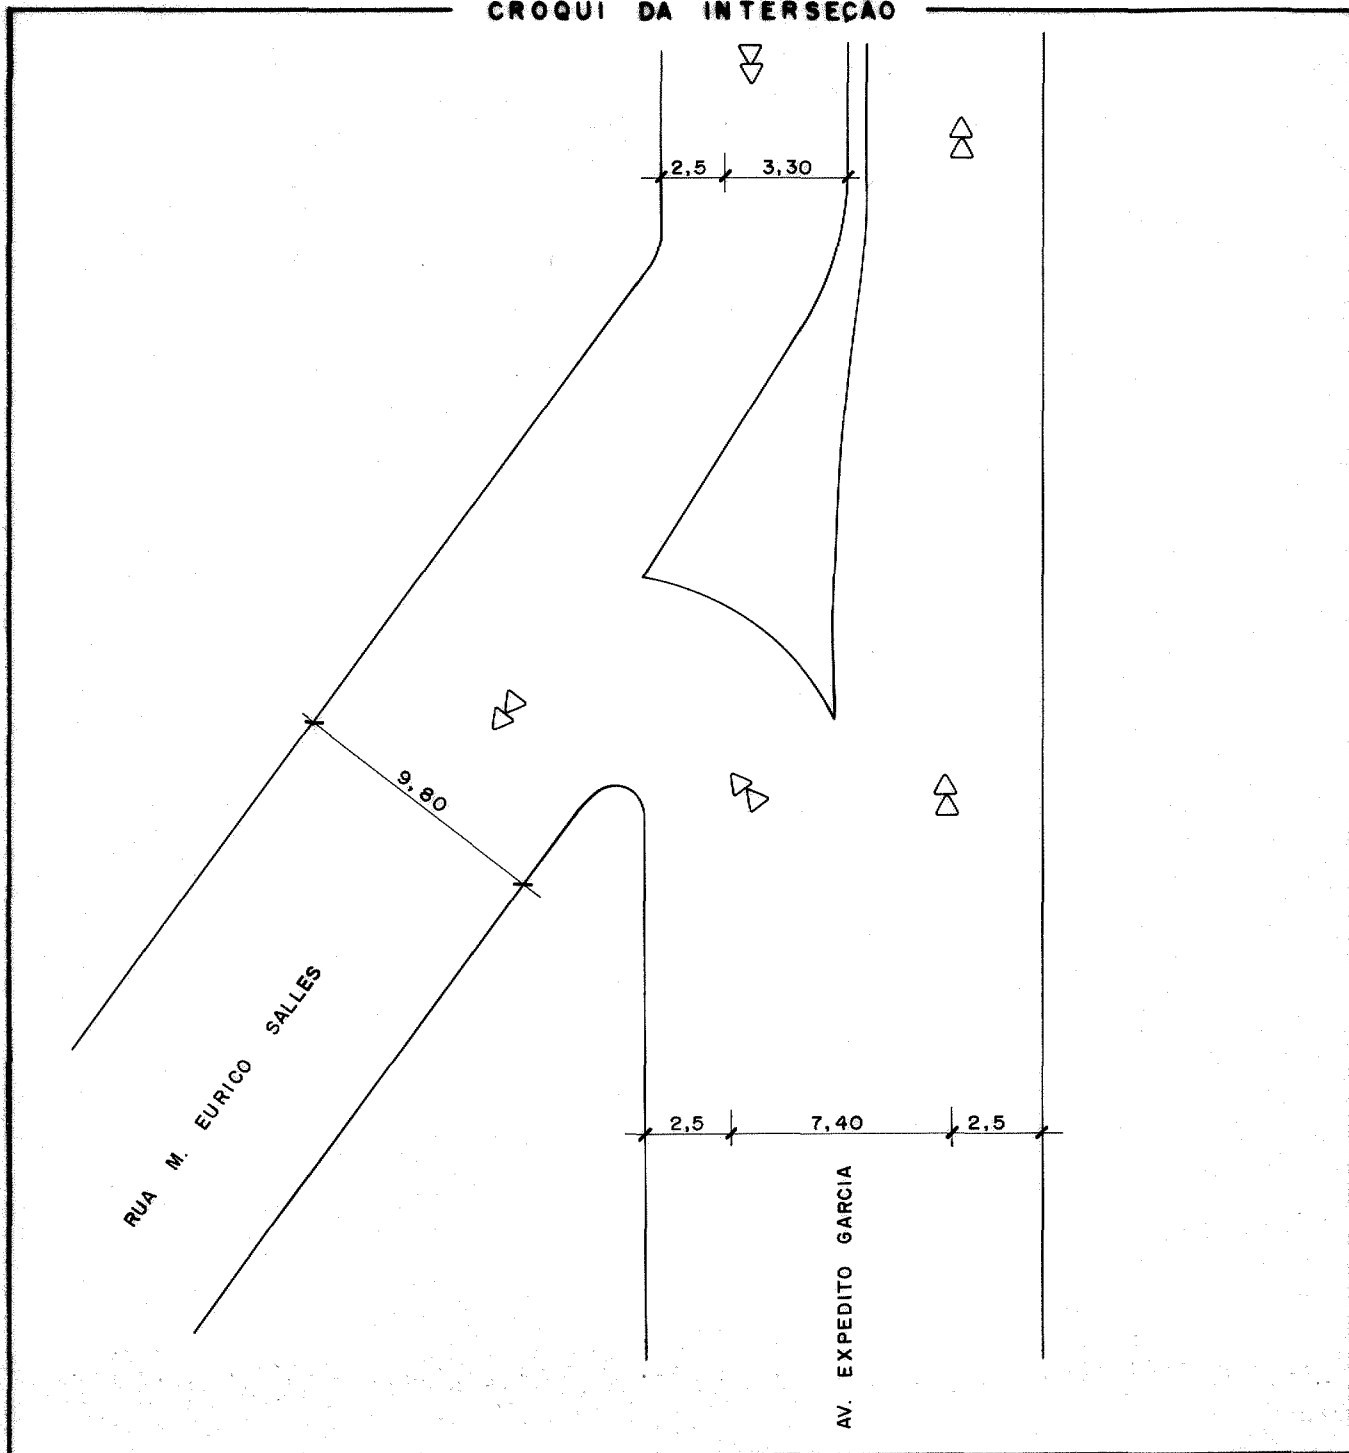 CROQUI DA INTERSEÇÃO
2,5 3,30
9,80
RUA M. EURICO SALLES
2,5 7,40 2,5
AV. EXPEDITO GARCIA